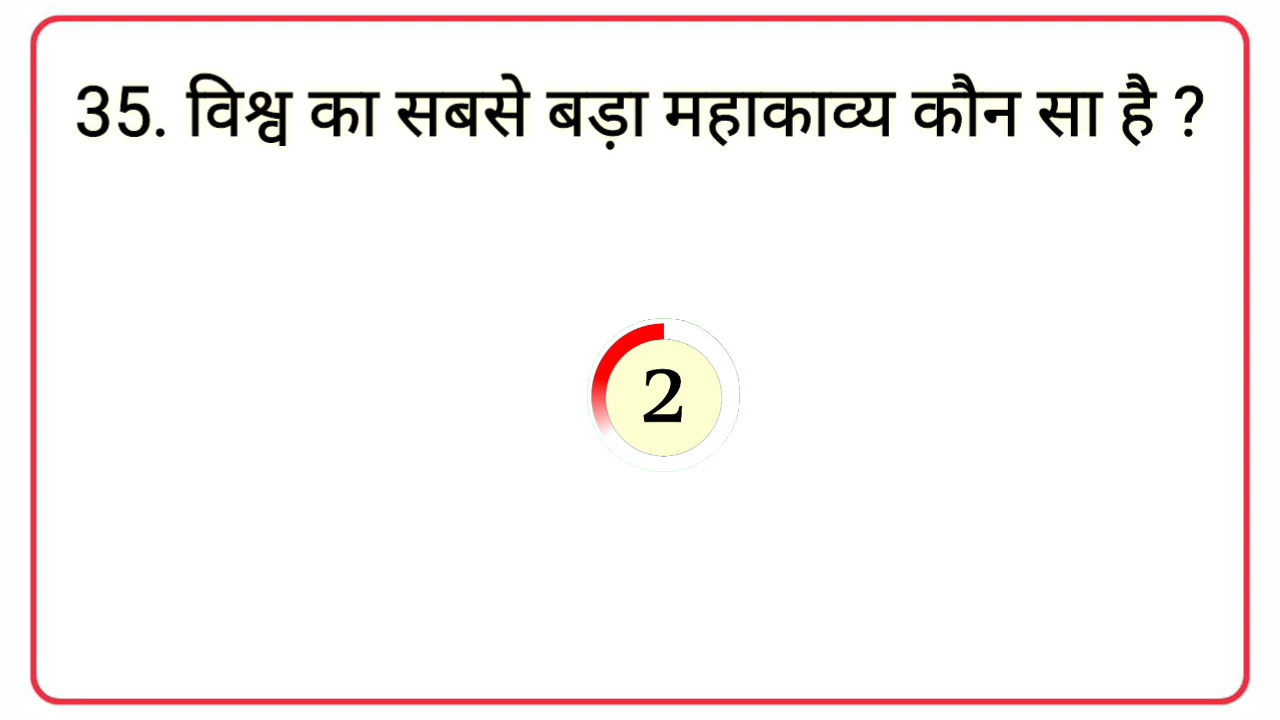 35. विश्व का सबसे बड़ा महाकाव्य कौन सा है ?
2